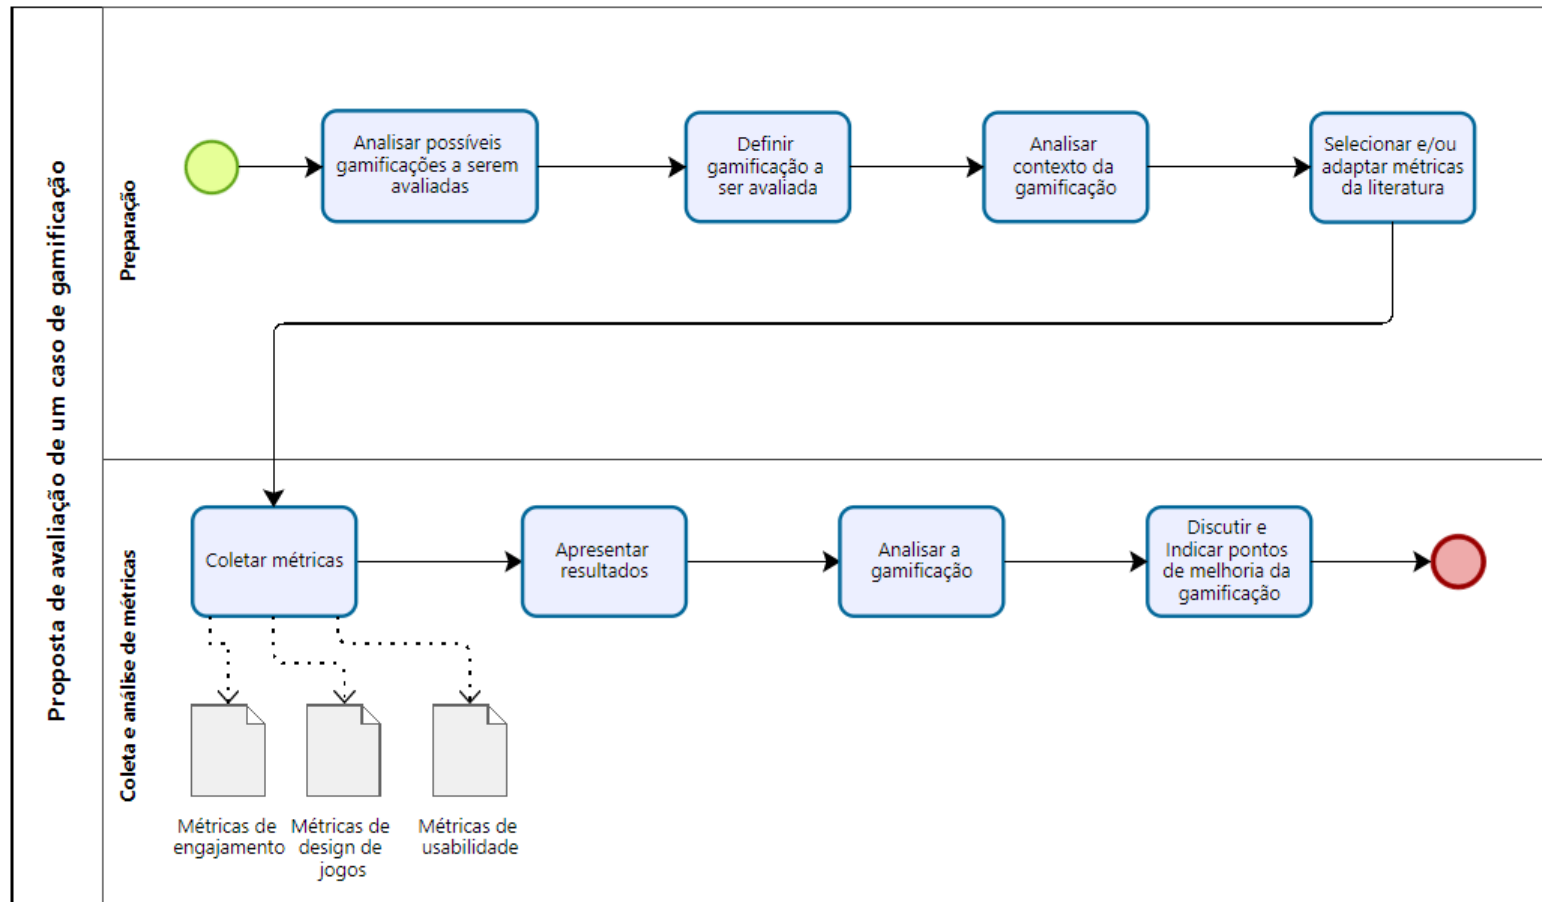 Proposta de avaliação de um caso de gamificação
Preparação
Analisar possíveis
gamificações a serem
avaliadas
Definir
gamificação a
ser avaliada
Analisar
contexto da
gamificação
Selecionar e/ou
adaptar métricas
da literatura
Coleta e análise de métricas
Coletar métricas
Apresentar
resultados
Analisar a
gamificação
Discutir e
Indicar pontos
de melhoria da
gamificação
Métricas de
engajamento
Métricas de
design de
jogos
Métricas de
usabilidade